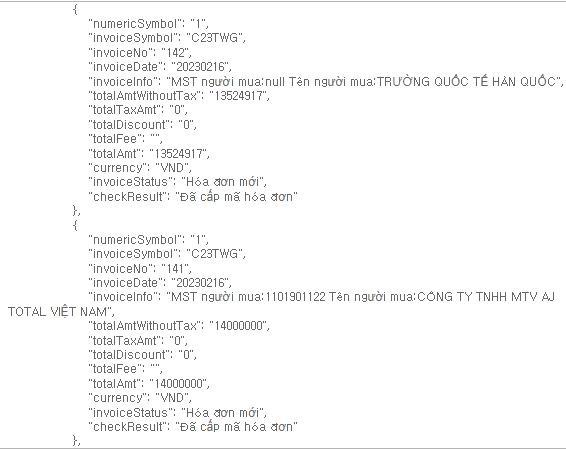 {
"numericSymbol": "1",
"invoiceSymbol": "C23TWG",
"invoiceNo": "142",
"invoiceDate": "20230216",
"invoiceInfo": "MST người mua:null Tên người mua:TRƯỜNG QUỐC TẾ HÀN QUỐC",
"totalAmtWithoutTax": "13524917",
"totalTaxAmt": "0",
"totalDiscount": "0",
"totalFee": "",
"totalAmt": "13524917",
"currency": "VND",
"invoiceStatus": "Hóa đơn mới",
"checkResult": "Đã cấp mã hóa đơn"
},
{
"numericSymbol": "1",
"invoiceSymbol": "C23TWG",
"invoiceNo": "141",
"invoiceDate": "20230216",
"invoiceInfo": "MST người mua:1101901122 Tên người mua:CÔNG TY TNHH MTV AJ
TOTAL VIỆT NAM",
"totalAmtWithoutTax": "14000000",
"totalTaxAmt": "0",
"totalDiscount": "0",
"totalFee": "",
"totalAmt": "14000000",
"currency": "VND",
"invoiceStatus": "Hóa đơn mới",
"checkResult": "Đã cấp mã hóa đơn"
},